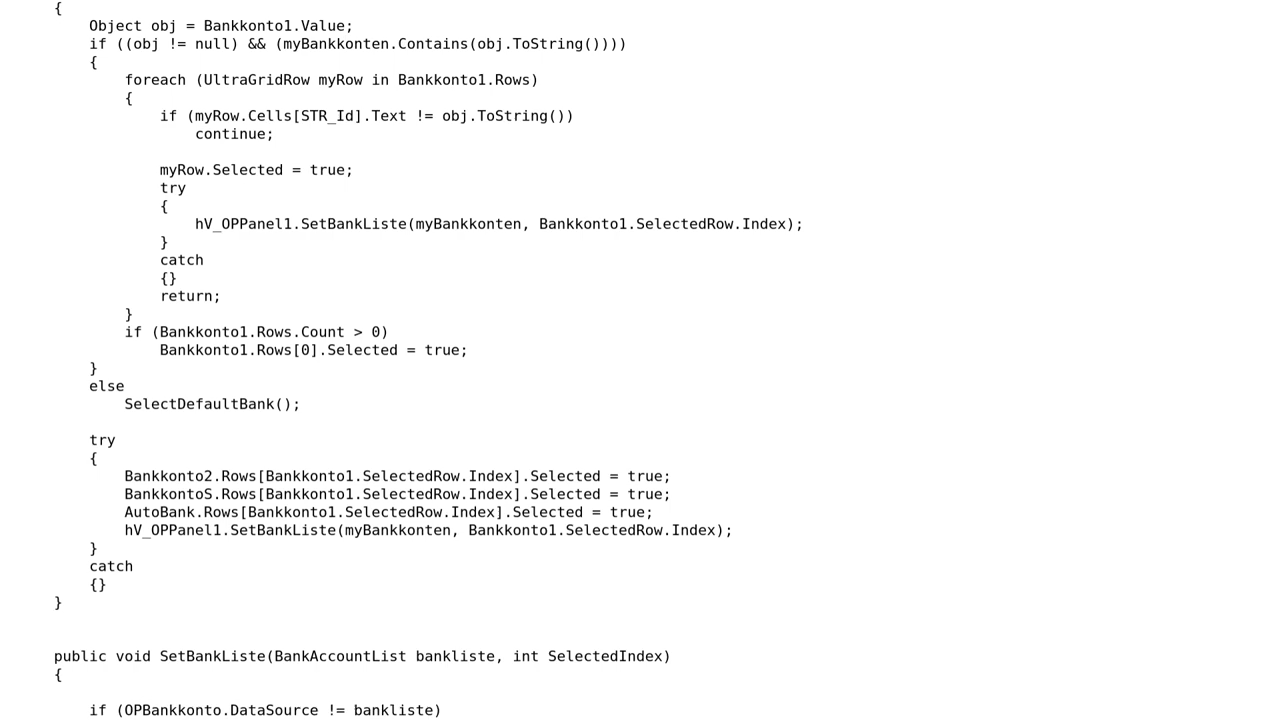 {
    Object obj = Bankkonto1.Value;
    if ((obj != null) && (myBankkonten.Contains(obj.ToString())))
    {
        foreach (UltraGridRow myRow in Bankkonto1.Rows)
        {
            if (myRow.Cells[STR_Id].Text != obj.ToString())
                continue;

            myRow.Selected = true;
            try
            {
                hV_OPPanel1.SetBankListe(myBankkonten, Bankkonto1.SelectedRow.Index);
            }
            catch
            {}
            return;
        }
        if (Bankkonto1.Rows.Count > 0)
            Bankkonto1.Rows[0].Selected = true;
    }
    else
        SelectDefaultBank();

    try
    {
        Bankkonto2.Rows[Bankkonto1.SelectedRow.Index].Selected = true;
        BankkontoS.Rows[Bankkonto1.SelectedRow.Index].Selected = true;
        AutoBank.Rows[Bankkonto1.SelectedRow.Index].Selected = true;
        hV_OPPanel1.SetBankListe(myBankkonten, Bankkonto1.SelectedRow.Index);
    }
    catch
    {}
}


public void SetBankListe(BankAccountList bankliste, int SelectedIndex)
{

    if (OPBankkonto.DataSource != bankliste)